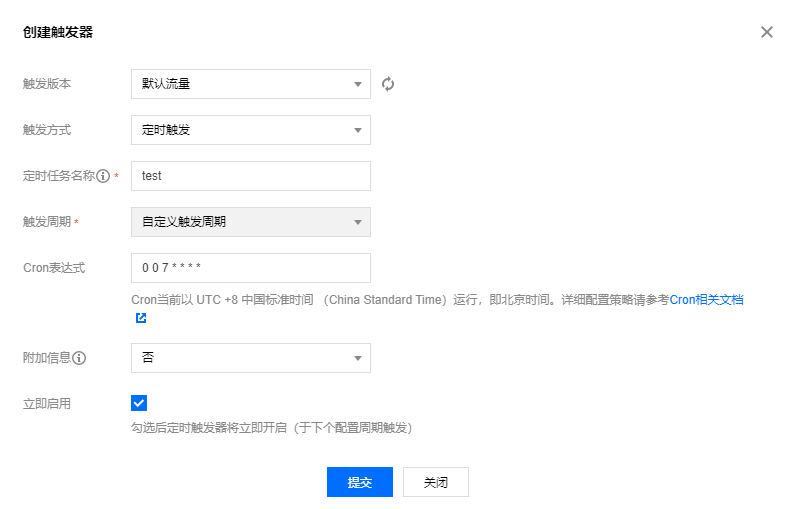 创建触发器
触发版本 默认流量
触发方式 定时触发
定时任务名称 * test
触发周期 * 自定义触发周期
Cron表达式 0 0 7 * * * *
Cron当前以 UTC +8 中国标准时间 （China Standard Time）运行，即北京时间。详细配置策略请参考Cron相关文档
附加信息 否
立即启用
勾选后定时触发器将立即开启（于下个配置周期触发）
提交 关闭